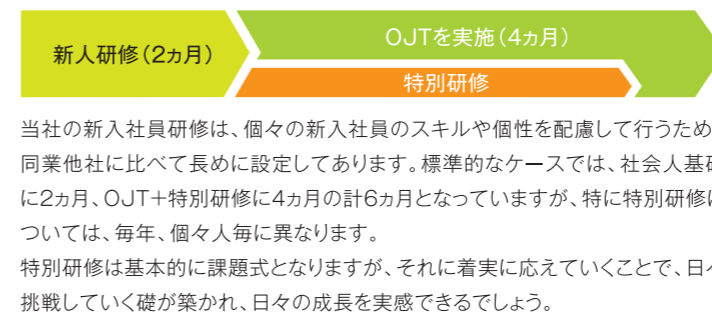 新人研修（2ヵ月）
OJTを実施（4ヵ月）
特別研修
当社の新入社員研修は、個々の新入社員のスキルや個性を配慮して行うため
同業他社に比べて長めに設定してあります。標準的なケースでは、社会人基
に2ヵ月、OJT＋特別研修に4ヵ月の計6ヵ月となっていますが、特に特別研修
ついては、毎年、個々人毎に異なります。
特別研修は基本的に課題式となりますが、それに着実に応えていくことで、日
挑戦していく礎が築かれ、日々の成長を実感できるでしょう。